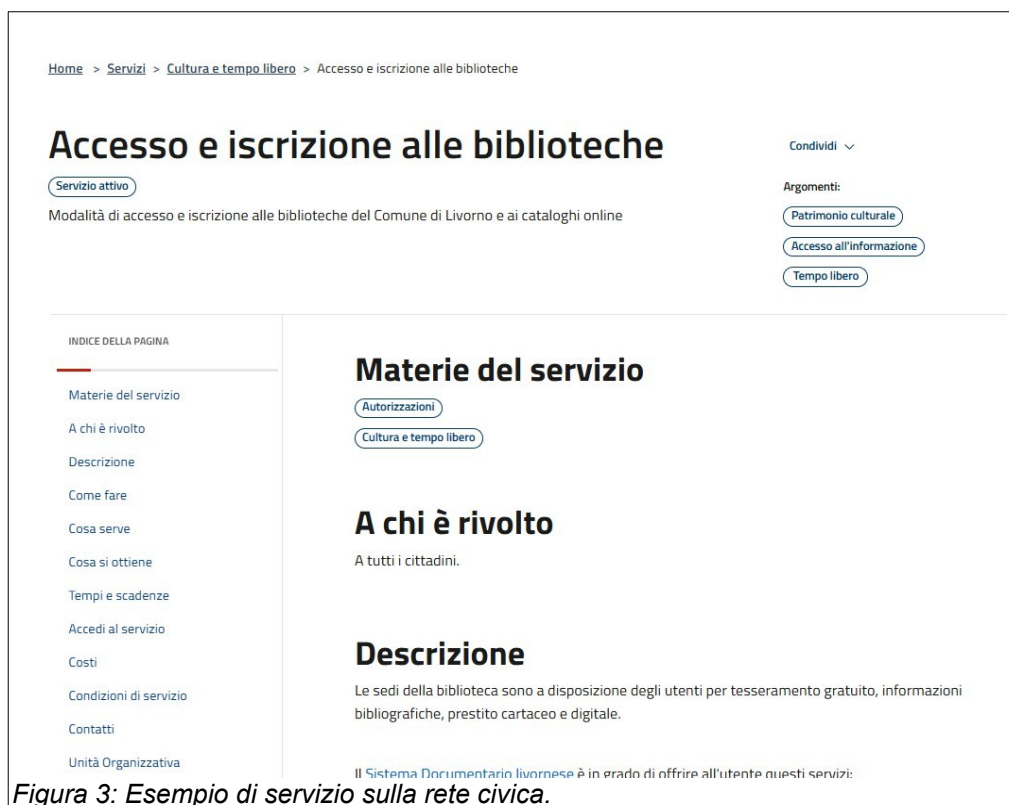 Home > Servizi > Cultura e tempo libero > Accesso e iscrizione alle biblioteche
Accesso e iscrizione alle biblioteche
Servizio attivo
Modalità di accesso e iscrizione alle biblioteche del Comune di Livorno e ai cataloghi online
Condividi
Argomenti:
Patrimonio culturale
Accesso all'informazione
Tempo libero
INDICE DELLA PAGINA
Materie del servizio
A chi è rivolto
Descrizione
Come fare
Cosa serve
Cosa si ottiene
Tempi e scadenze
Accedi al servizio
Costi
Condizioni di servizio
Contatti
Unità Organizzativa
Materie del servizio
Autorizzazioni
Cultura e tempo libero
A chi è rivolto
A tutti i cittadini.
Descrizione
Le sedi della biblioteca sono a disposizione degli utenti per tesseramento gratuito, informazioni
bibliografiche, prestito cartaceo e digitale.
Il Sistema Documentario livornese è in grado di offrire all'utente questi servizi:
Figura 3: Esempio di servizio sulla rete civica.